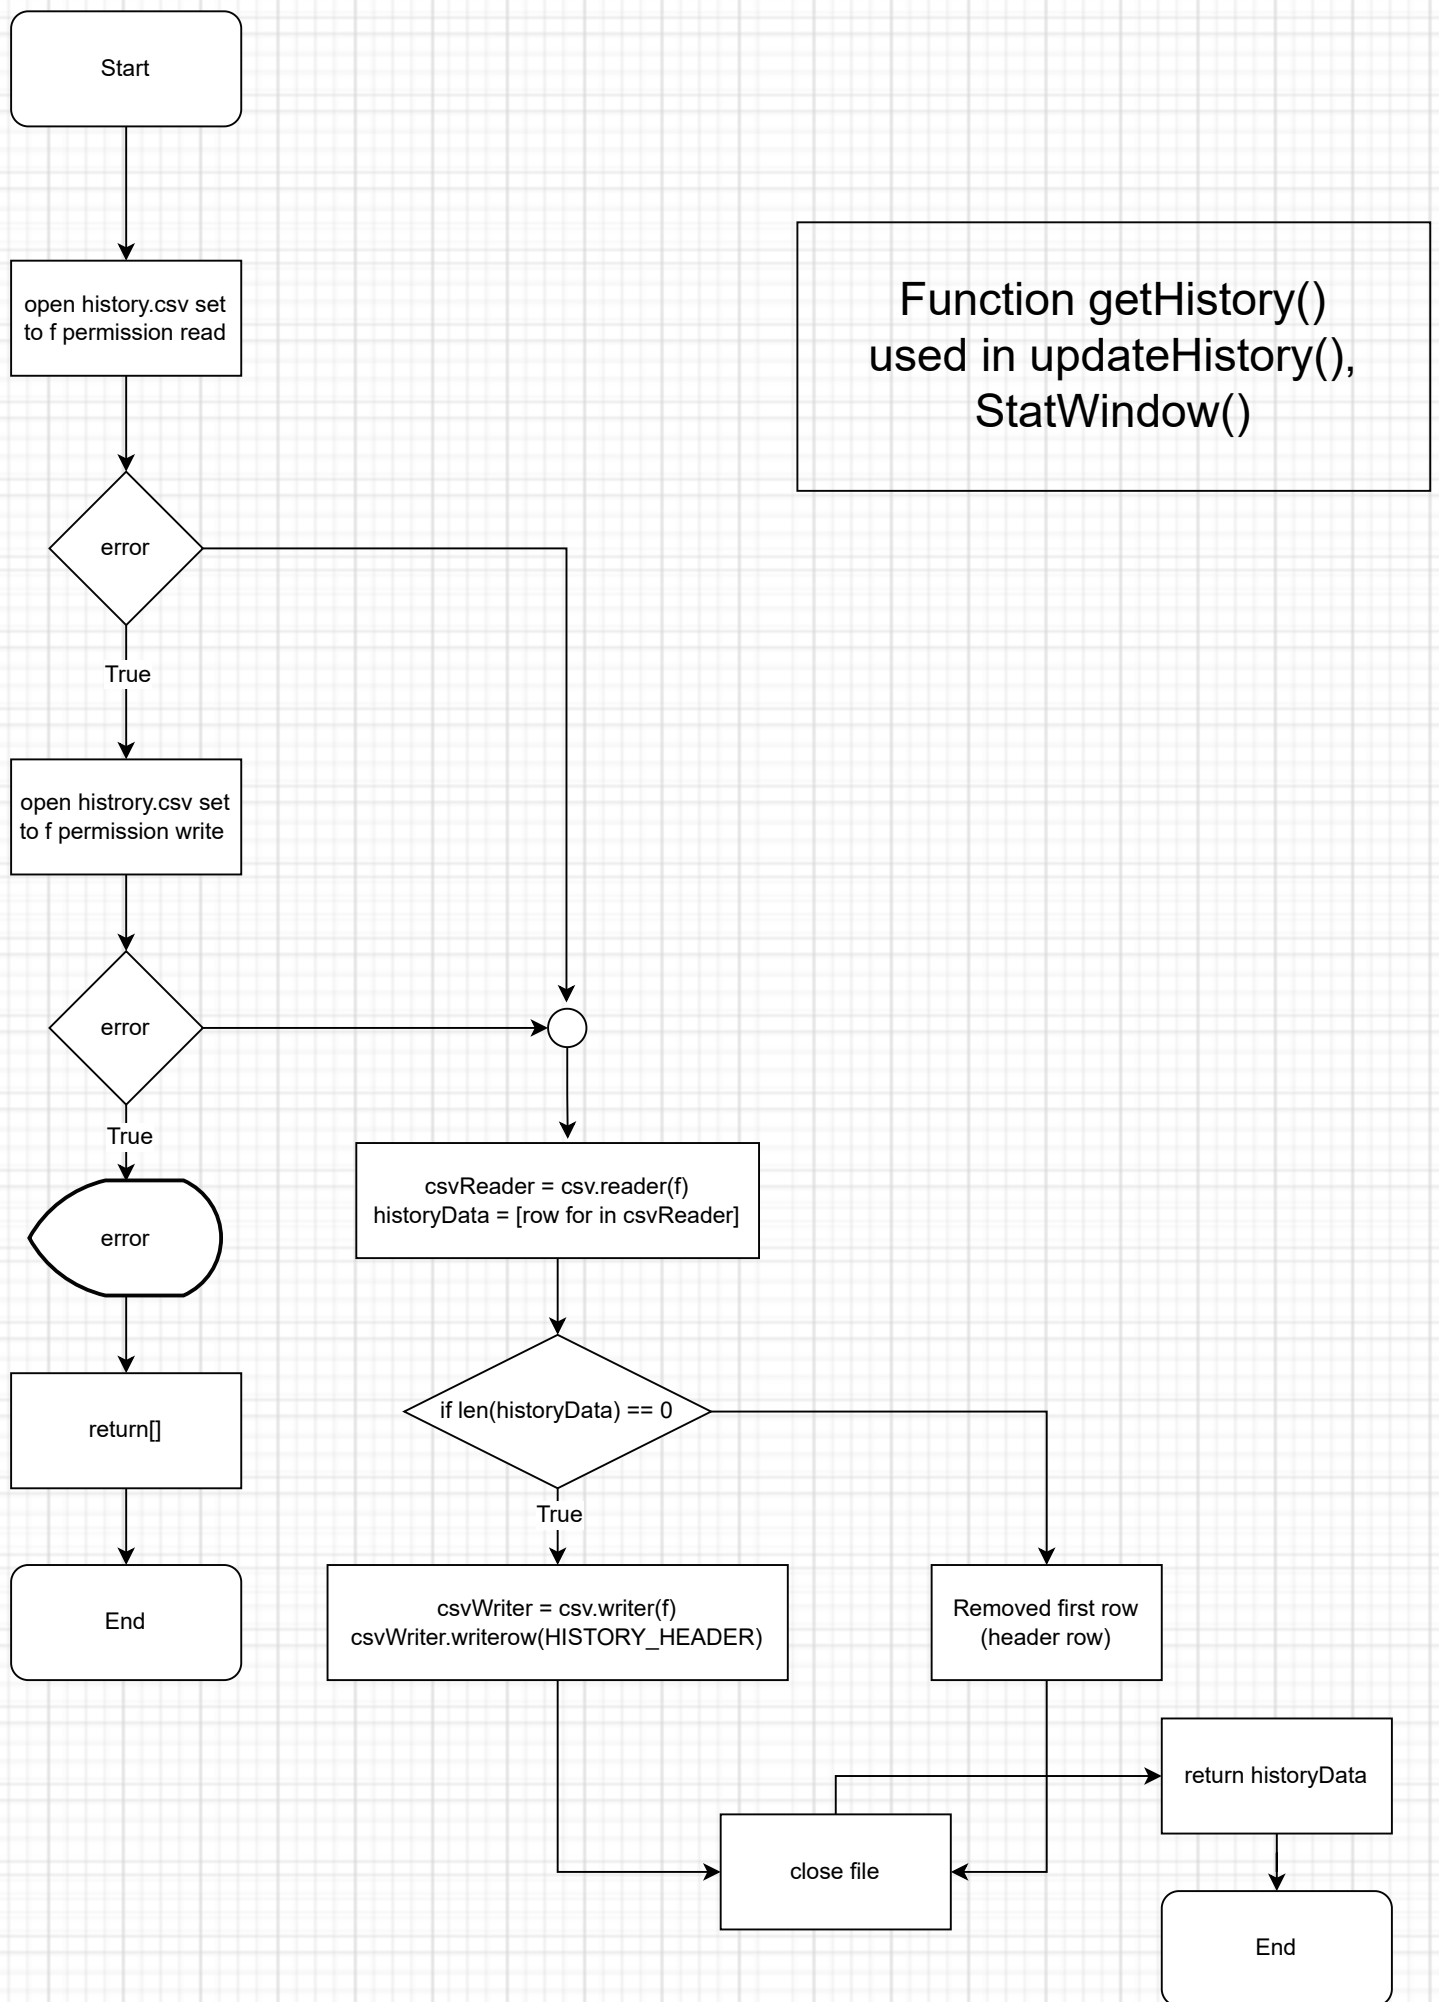 Start
open history.csv set
to f permission read
Function getHistory()
used in updateHistory(),
StatWindow()
error
True
open histrory.csv set
to f permission write
error
True
error
return[]
End
csvReader = csv.reader(f)
historyData = [row for in csvReader]
if len(historyData) == 0
True
csvWriter = csv.writer(f)
csvWriter.writerow(HISTORY_HEADER)
Removed first row
(header row)
close file
return historyData
End